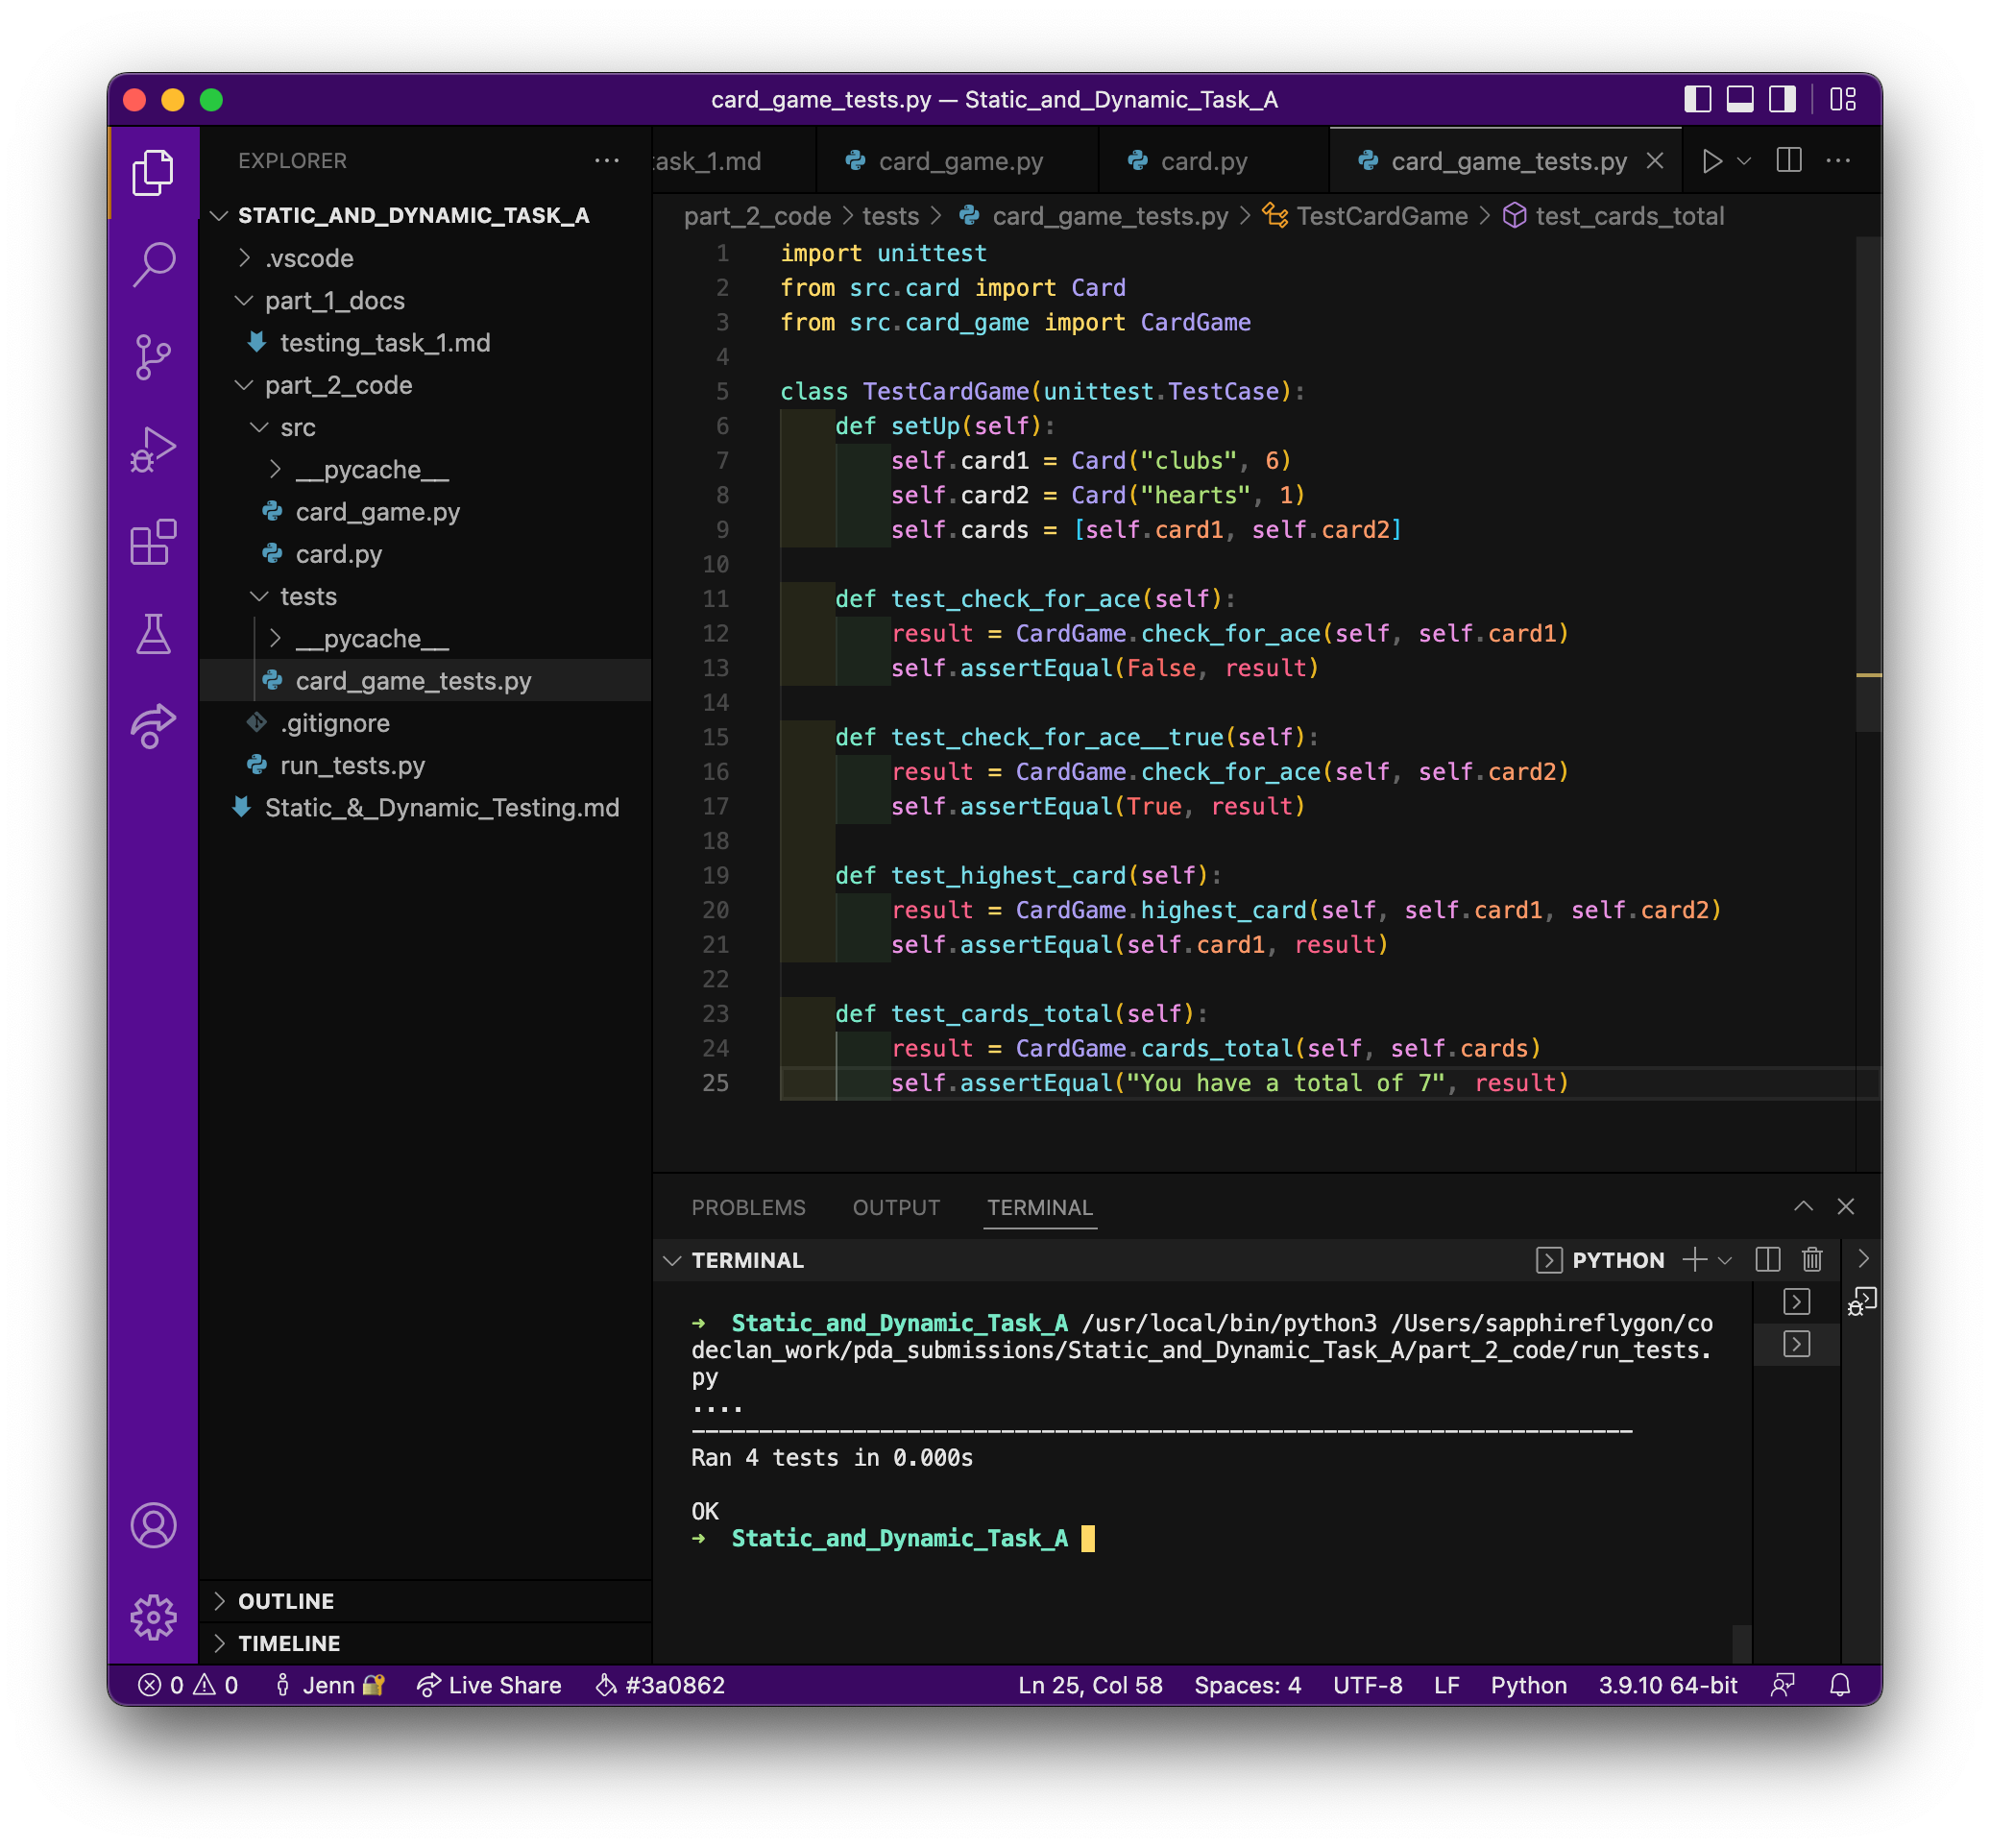 card_game_tests.py — Static_and_Dynamic_Task_A
EXPLORER
STATIC_AND_DYNAMIC_TASK_A
.vscode
part_1_docs
testing_task_1.md
part_2_code
src
__pycache__
card_game.py
card.py
tests
__pycache__
card_game_tests.py
.gitignore
run_tests.py
Static_&_Dynamic_Testing.md
OUTLINE
TIMELINE
task_1.md card_game.py card.py card_game_tests.py
part_2_code > tests > card_game_tests.py > TestCardGame > test_cards_total
1 import unittest
2 from src.card import Card
3 from src.card_game import CardGame
4
5 class TestCardGame(unittest.TestCase):
6 def setUp(self):
7 self.card1 = Card("clubs", 6)
8 self.card2 = Card("hearts", 1)
9 self.cards = [self.card1, self.card2]
10
11 def test_check_for_ace(self):
12 result = CardGame.check_for_ace(self, self.card1)
13 self.assertEqual(False, result)
14
15 def test_check_for_ace__true(self):
16 result = CardGame.check_for_ace(self, self.card2)
17 self.assertEqual(True, result)
18
19 def test_highest_card(self):
20 result = CardGame.highest_card(self, self.card1, self.card2)
21 self.assertEqual(self.card1, result)
22
23 def test_cards_total(self):
24 result = CardGame.cards_total(self, self.cards)
25 self.assertEqual("You have a total of 7", result)
PROBLEMS OUTPUT TERMINAL
TERMINAL PYTHON
→ Static_and_Dynamic_Task_A /usr/local/bin/python3 /Users/sapphireflygon/co
declan_work/pda_submissions/Static_and_Dynamic_Task_A/part_2_code/run_tests.
py
....
----------------------------------------------------------------------
Ran 4 tests in 0.000s
OK
→ Static_and_Dynamic_Task_A
0 0 Jenn Live Share #3a0862 Ln 25, Col 58 Spaces: 4 UTF-8 LF Python 3.9.10 64-bit